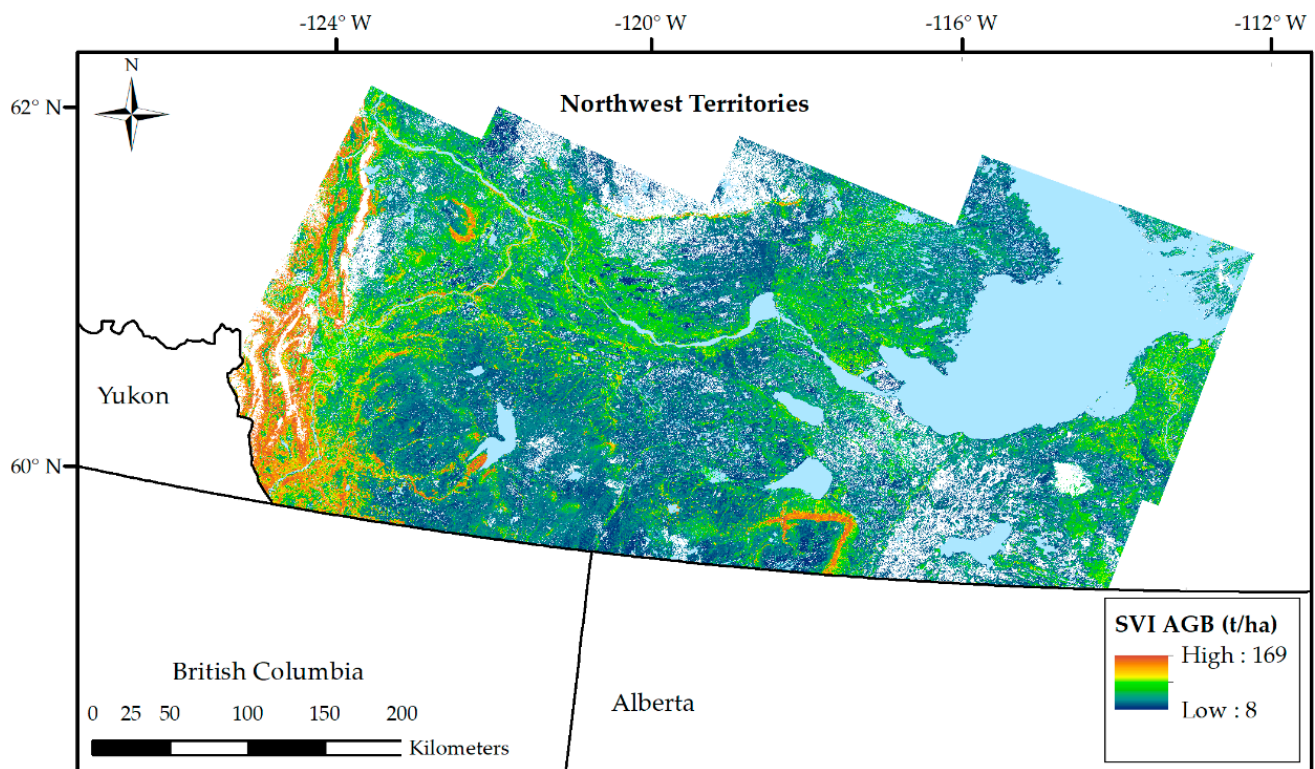 -124° W
-120° W
-116° W
-112° W
N
62° N
Northwest Territories
Yukon
60° N
SVI AGB (t/ha)
High : 169
Low : 8
British Columbia
Alberta
0 25 50 100 150 200
Kilometers